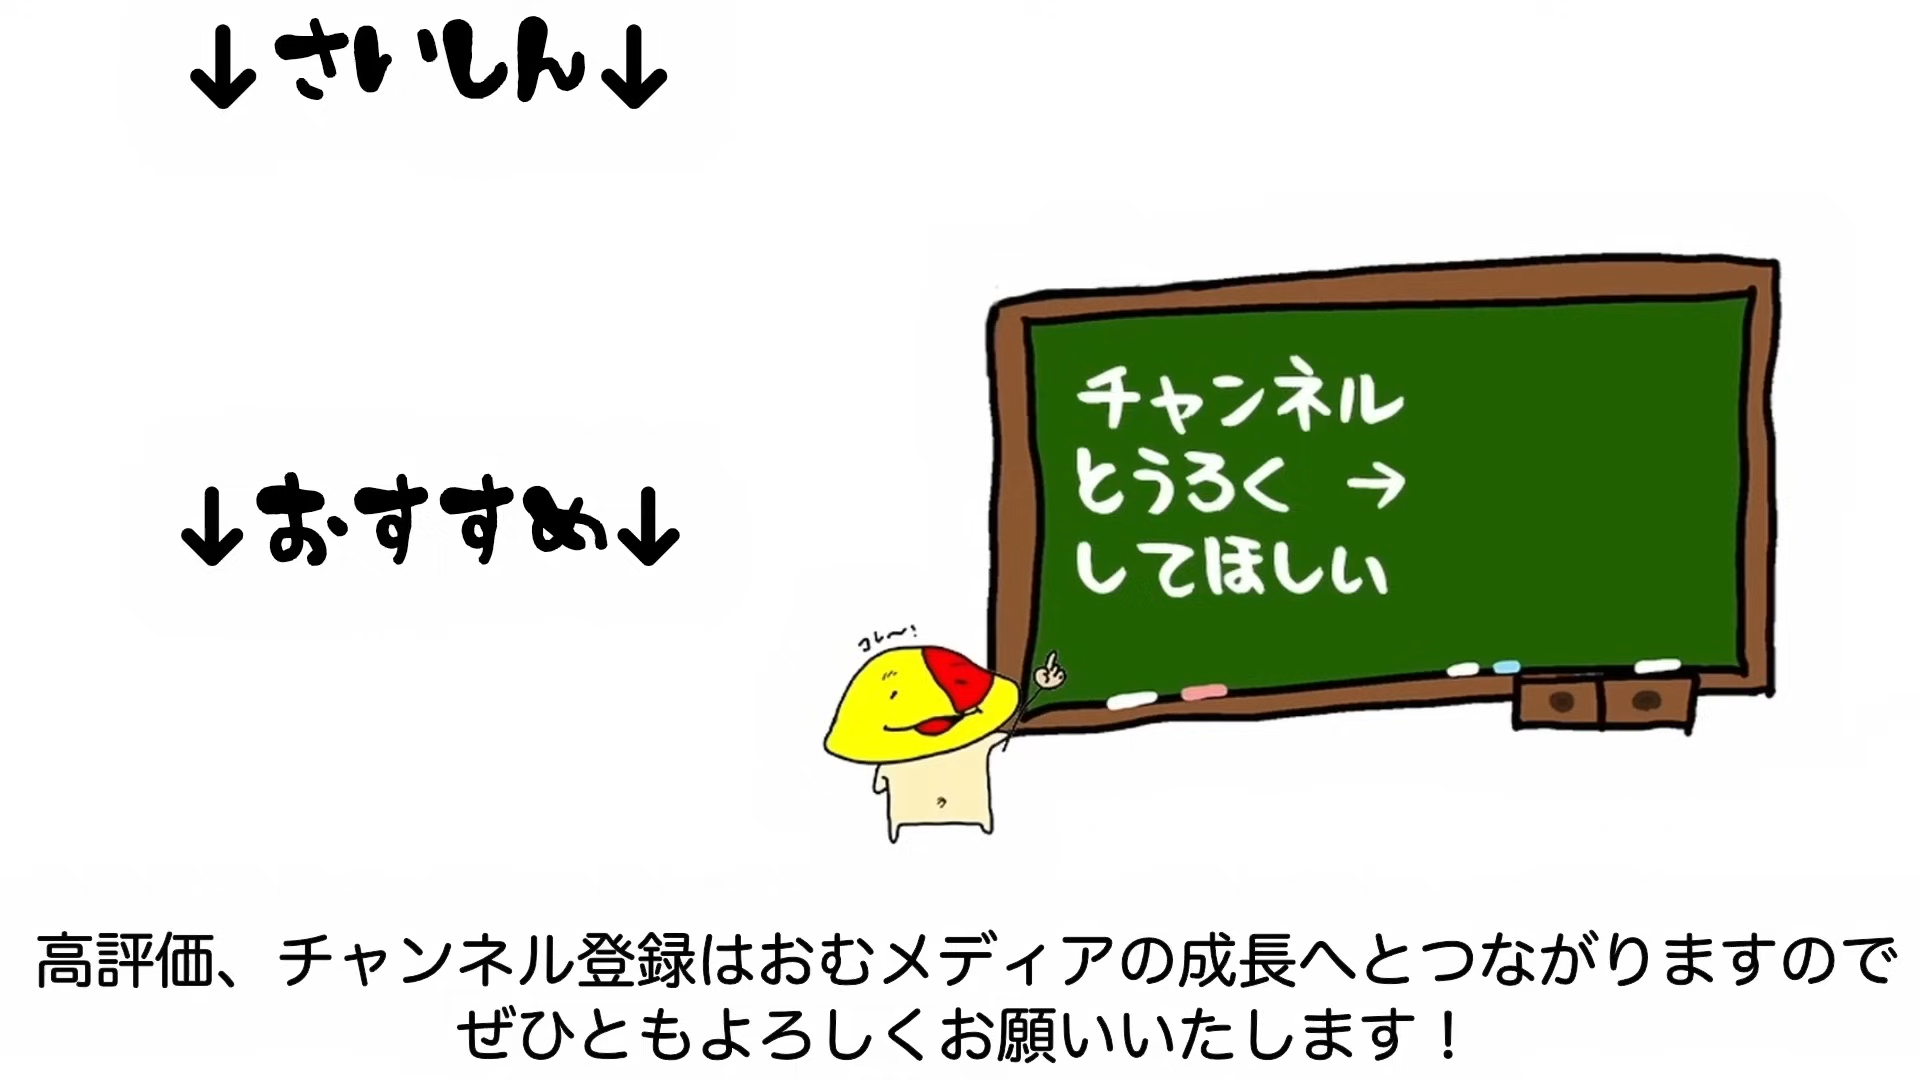 ↓さいしん↓
↓おすすめ↓
チャンネル
とうろく →
してほしい
コレ〜!
高評価、チャンネル登録はおむメディアの成長へとつながりますので
ぜひともよろしくお願いいたします！